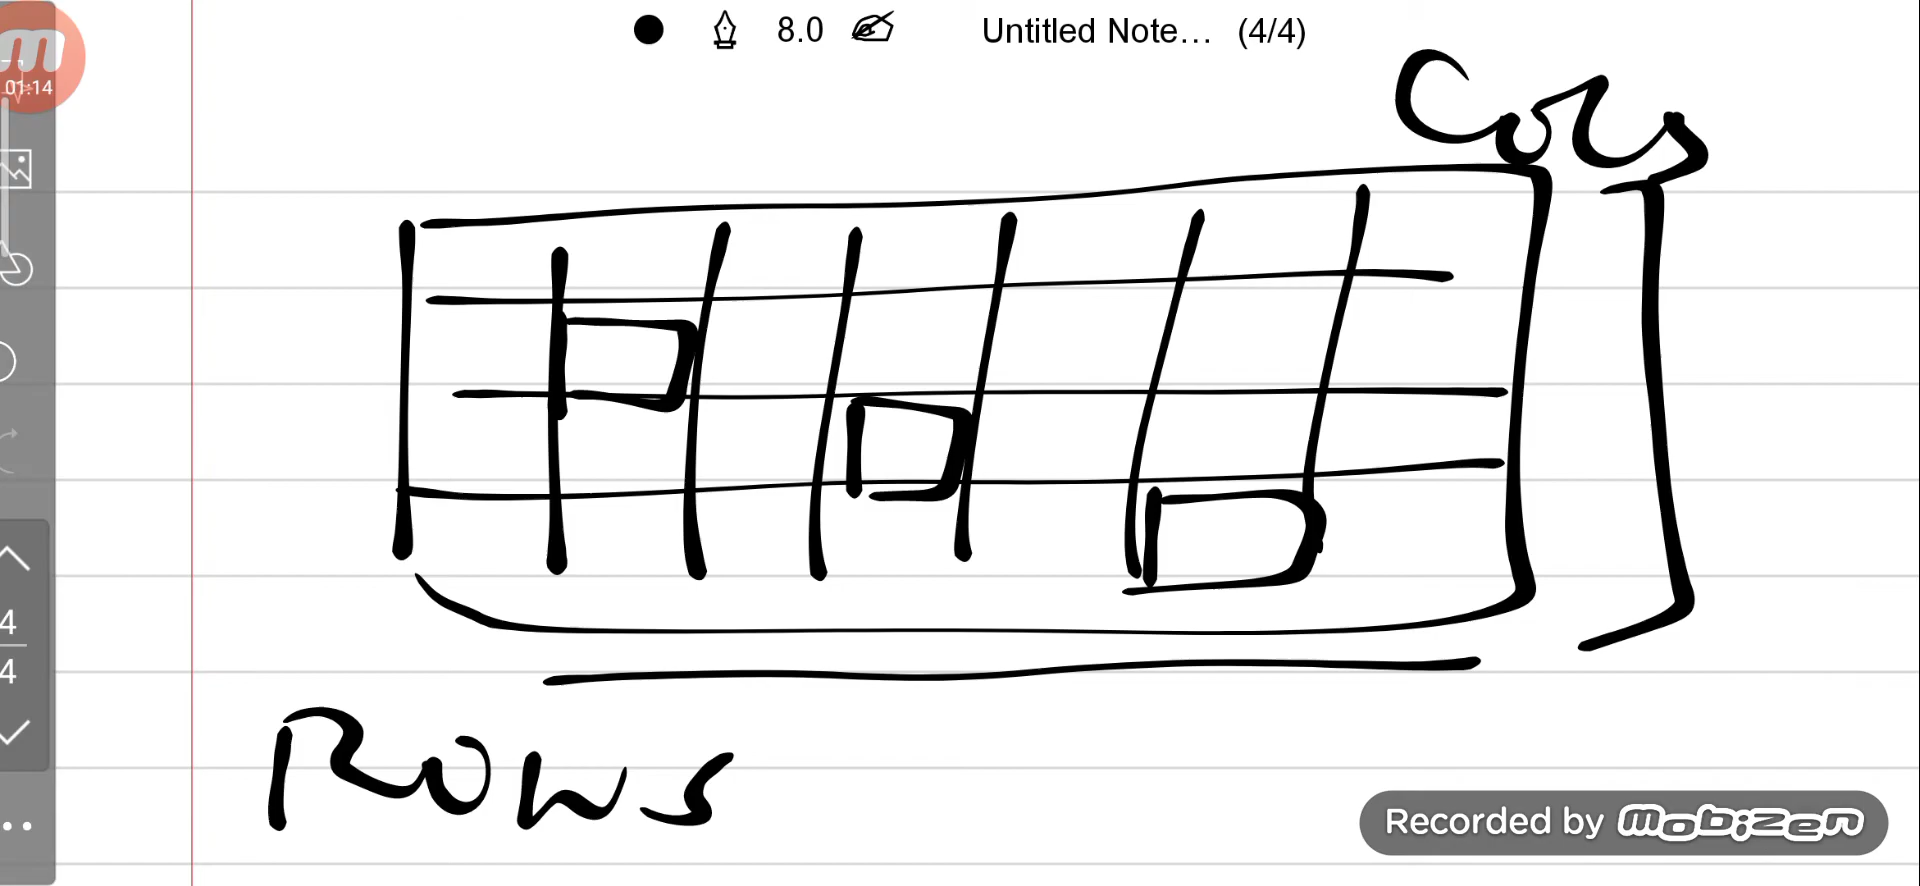 8.0 Untitled Note... (4/4)
01:14
Cols
4
4
Rows
Recorded by Mobizen